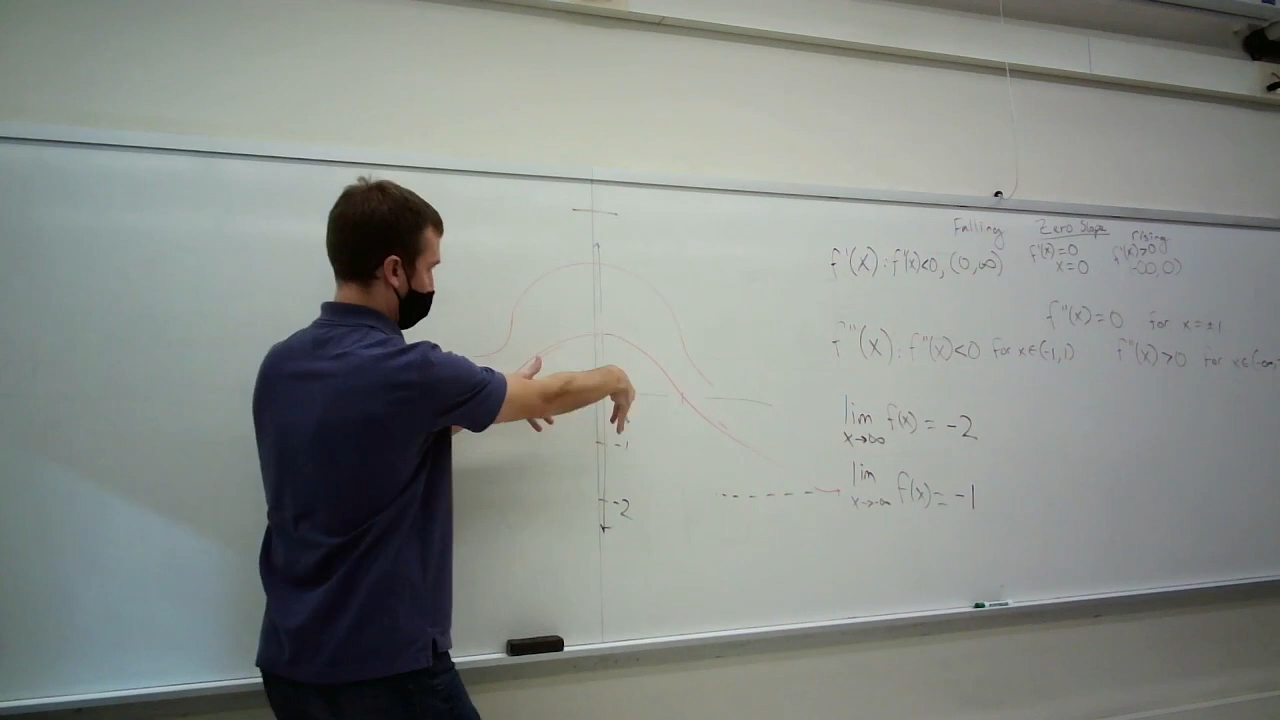 Falling Zero Slope rising
f'(x) : f'(x)<0, (0,∞) f'(x)=0 f'(x)>0
x=0 -∞,0)
f''(x)=0 for x=±1
f''(x) : f''(x)<0 for x∈(-1,1) f''(x)>0 for x∈(-∞,
lim f(x) = -2
x→∞
lim f(x) = -1
x→-∞
-1
-2